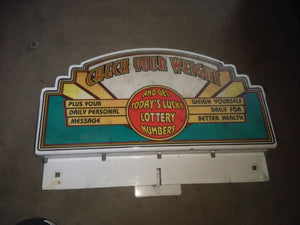 CHECK YOUR WEIGHT
AND GET
TODAY'S LUCKY
LOTTERY
NUMBERS
PLUS YOUR
DAILY PERSONAL
MESSAGE
WEIGH YOURSELF
DAILY FOR
BETTER HEALTH